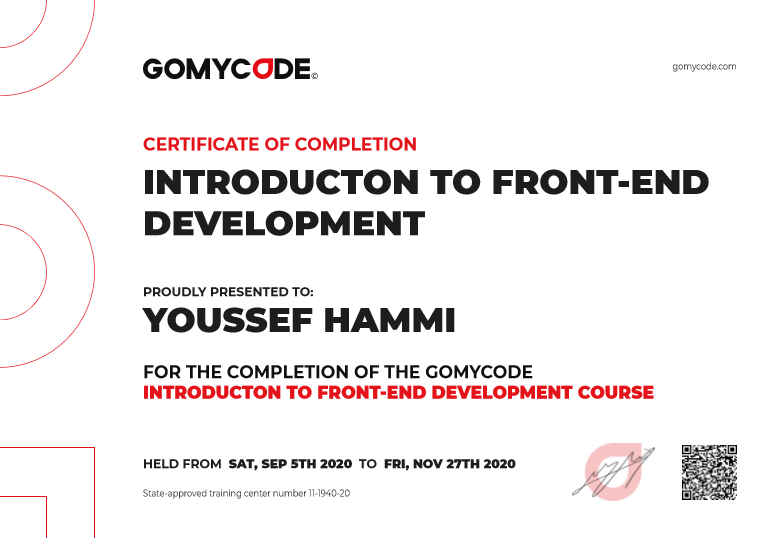 GOMYCODE©
gomycode.com
CERTIFICATE OF COMPLETION
INTRODUCTON TO FRONT-END
DEVELOPMENT
PROUDLY PRESENTED TO:
YOUSSEF HAMMI
FOR THE COMPLETION OF THE GOMYCODE
INTRODUCTON TO FRONT-END DEVELOPMENT COURSE
HELD FROM SAT, SEP 5TH 2020 TO FRI, NOV 27TH 2020
State-approved training center number 11-1940-20